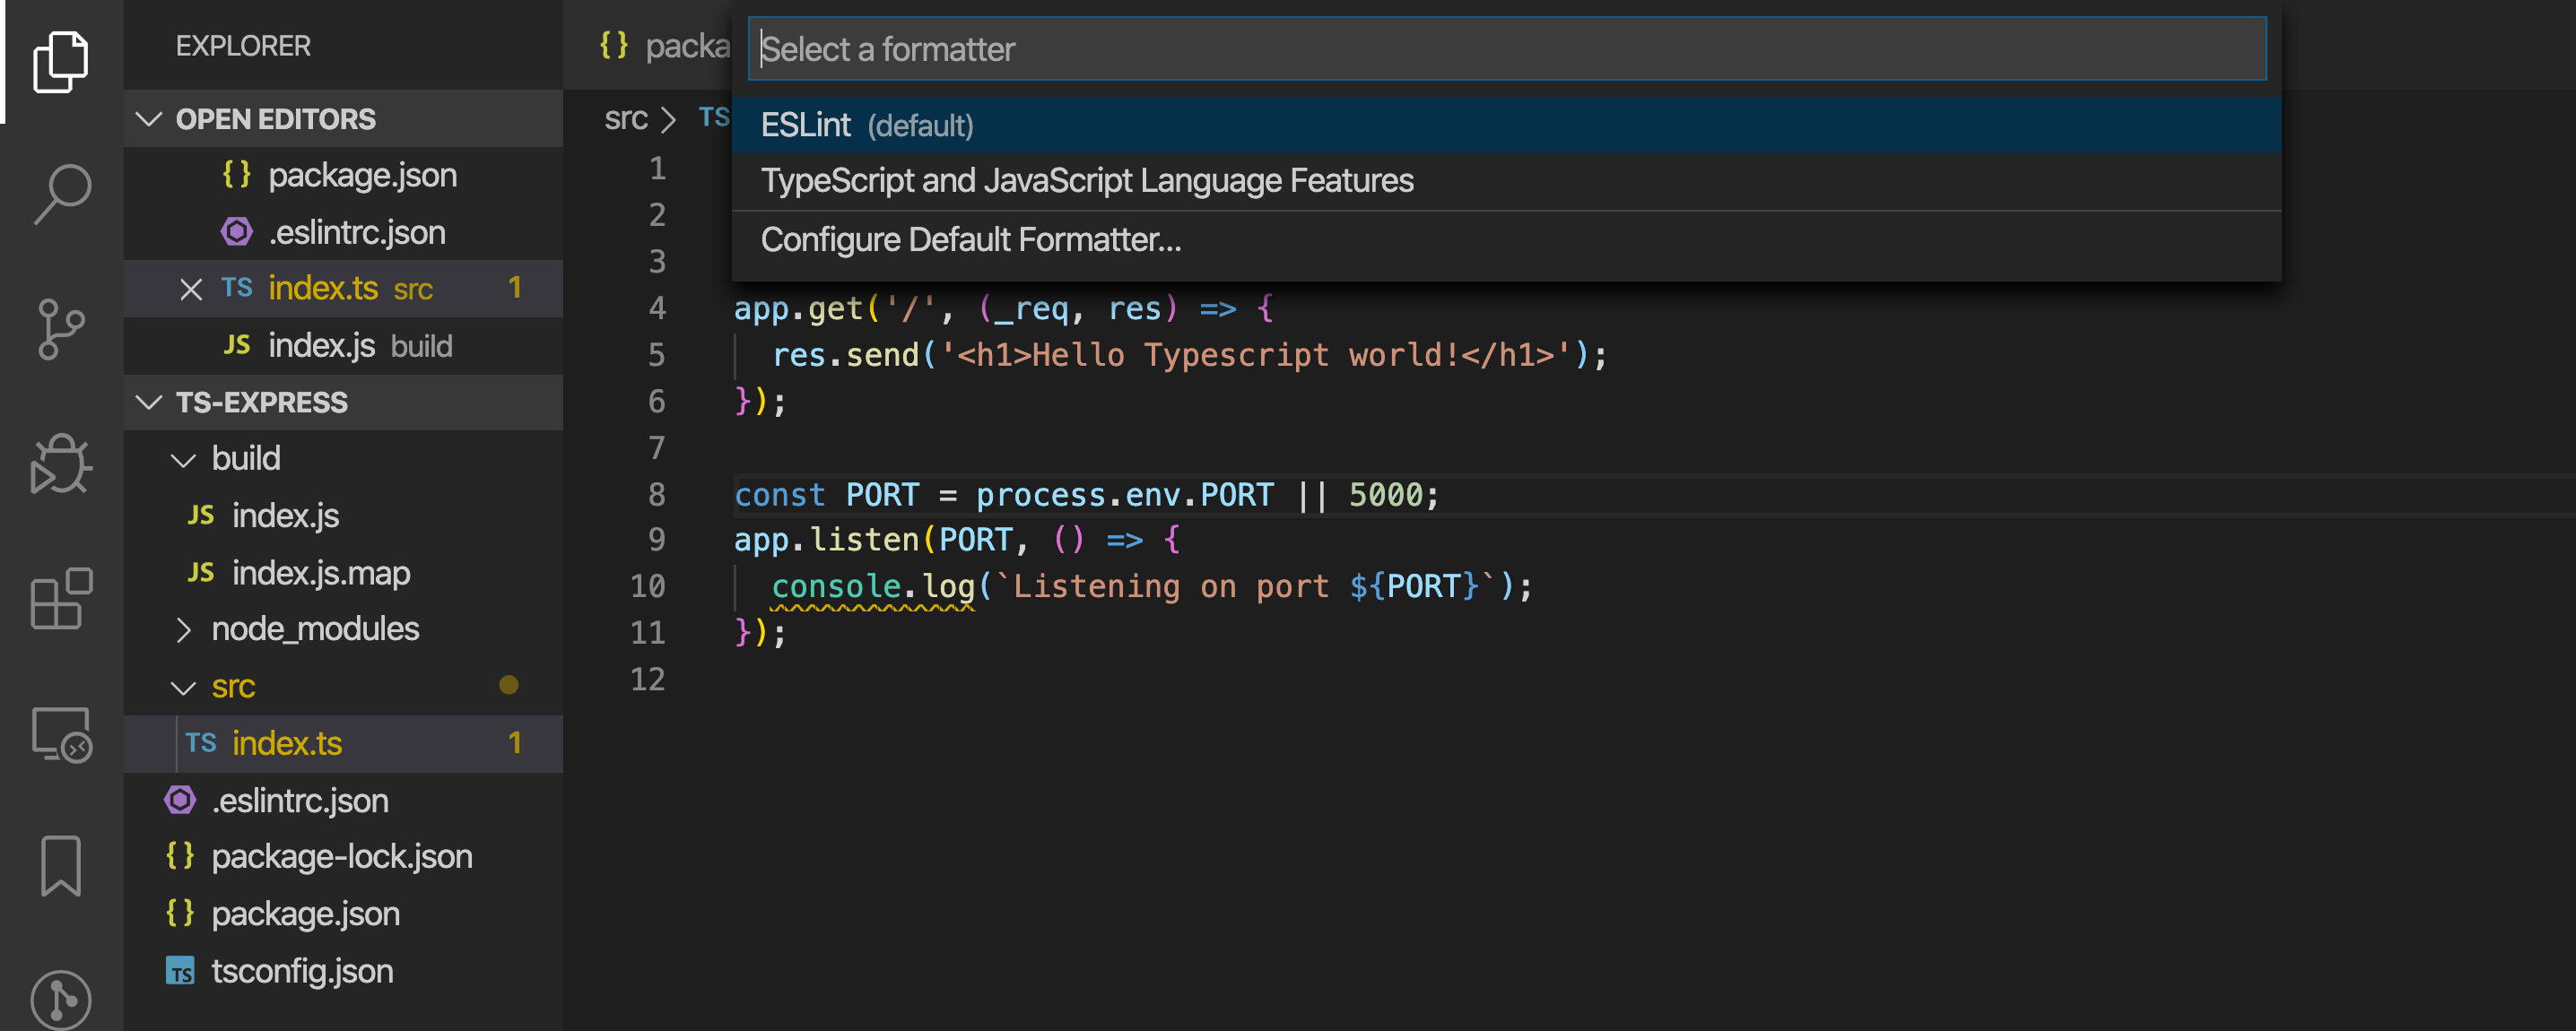 EXPLORER
OPEN EDITORS
{} package.json
.eslintrc.json
TS index.ts src 1
JS index.js build
TS-EXPRESS
build
JS index.js
JS index.js.map
node_modules
src
TS index.ts 1
.eslintrc.json
{} package-lock.json
{} package.json
TS tsconfig.json
{} packa
Select a formatter
src > TS
ESLint (default)
TypeScript and JavaScript Language Features
Configure Default Formatter...
1
2
3
4 app.get('/', (_req, res) => {
5   res.send('<h1>Hello Typescript world!</h1>');
6 });
7
8 const PORT = process.env.PORT || 5000;
9 app.listen(PORT, () => {
10   console.log(`Listening on port ${PORT}`);
11 });
12